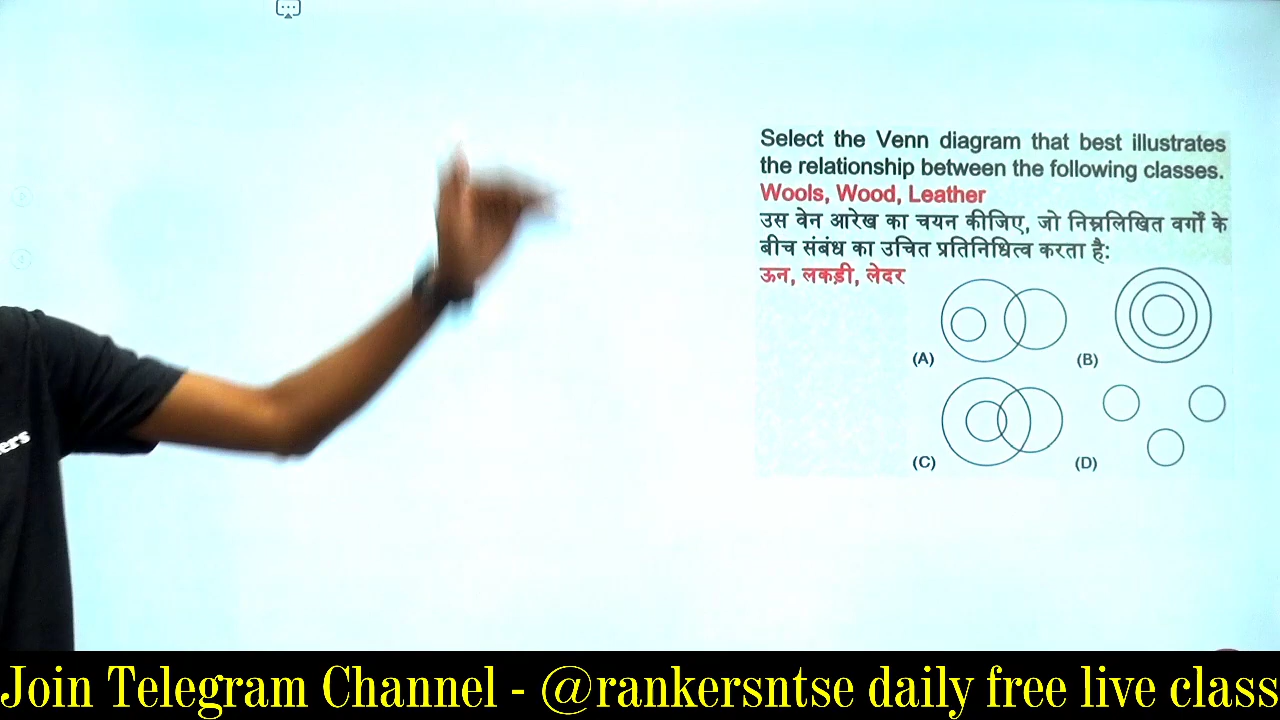 Select the Venn diagram that best illustrates
the relationship between the following classes.
Wools, Wood, Leather
उस वेन आरेख का चयन कीजिए, जो निम्नलिखित वर्गों के
बीच संबंध का उचित प्रतिनिधित्व करता है:
ऊन, लकड़ी, लेदर
(A)
(B)
(C)
(D)
ers
Join Telegram Channel - @rankersntse daily free live class